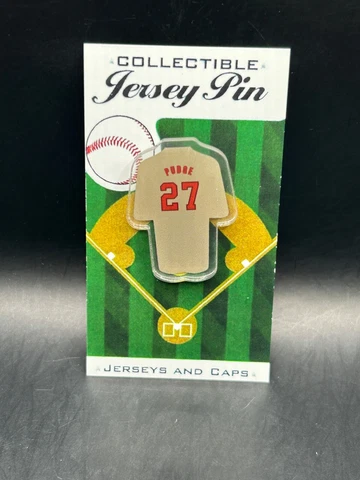 COLLECTIBLE
Jersey Pin
PUDGE
27
JERSEYS AND CAPS